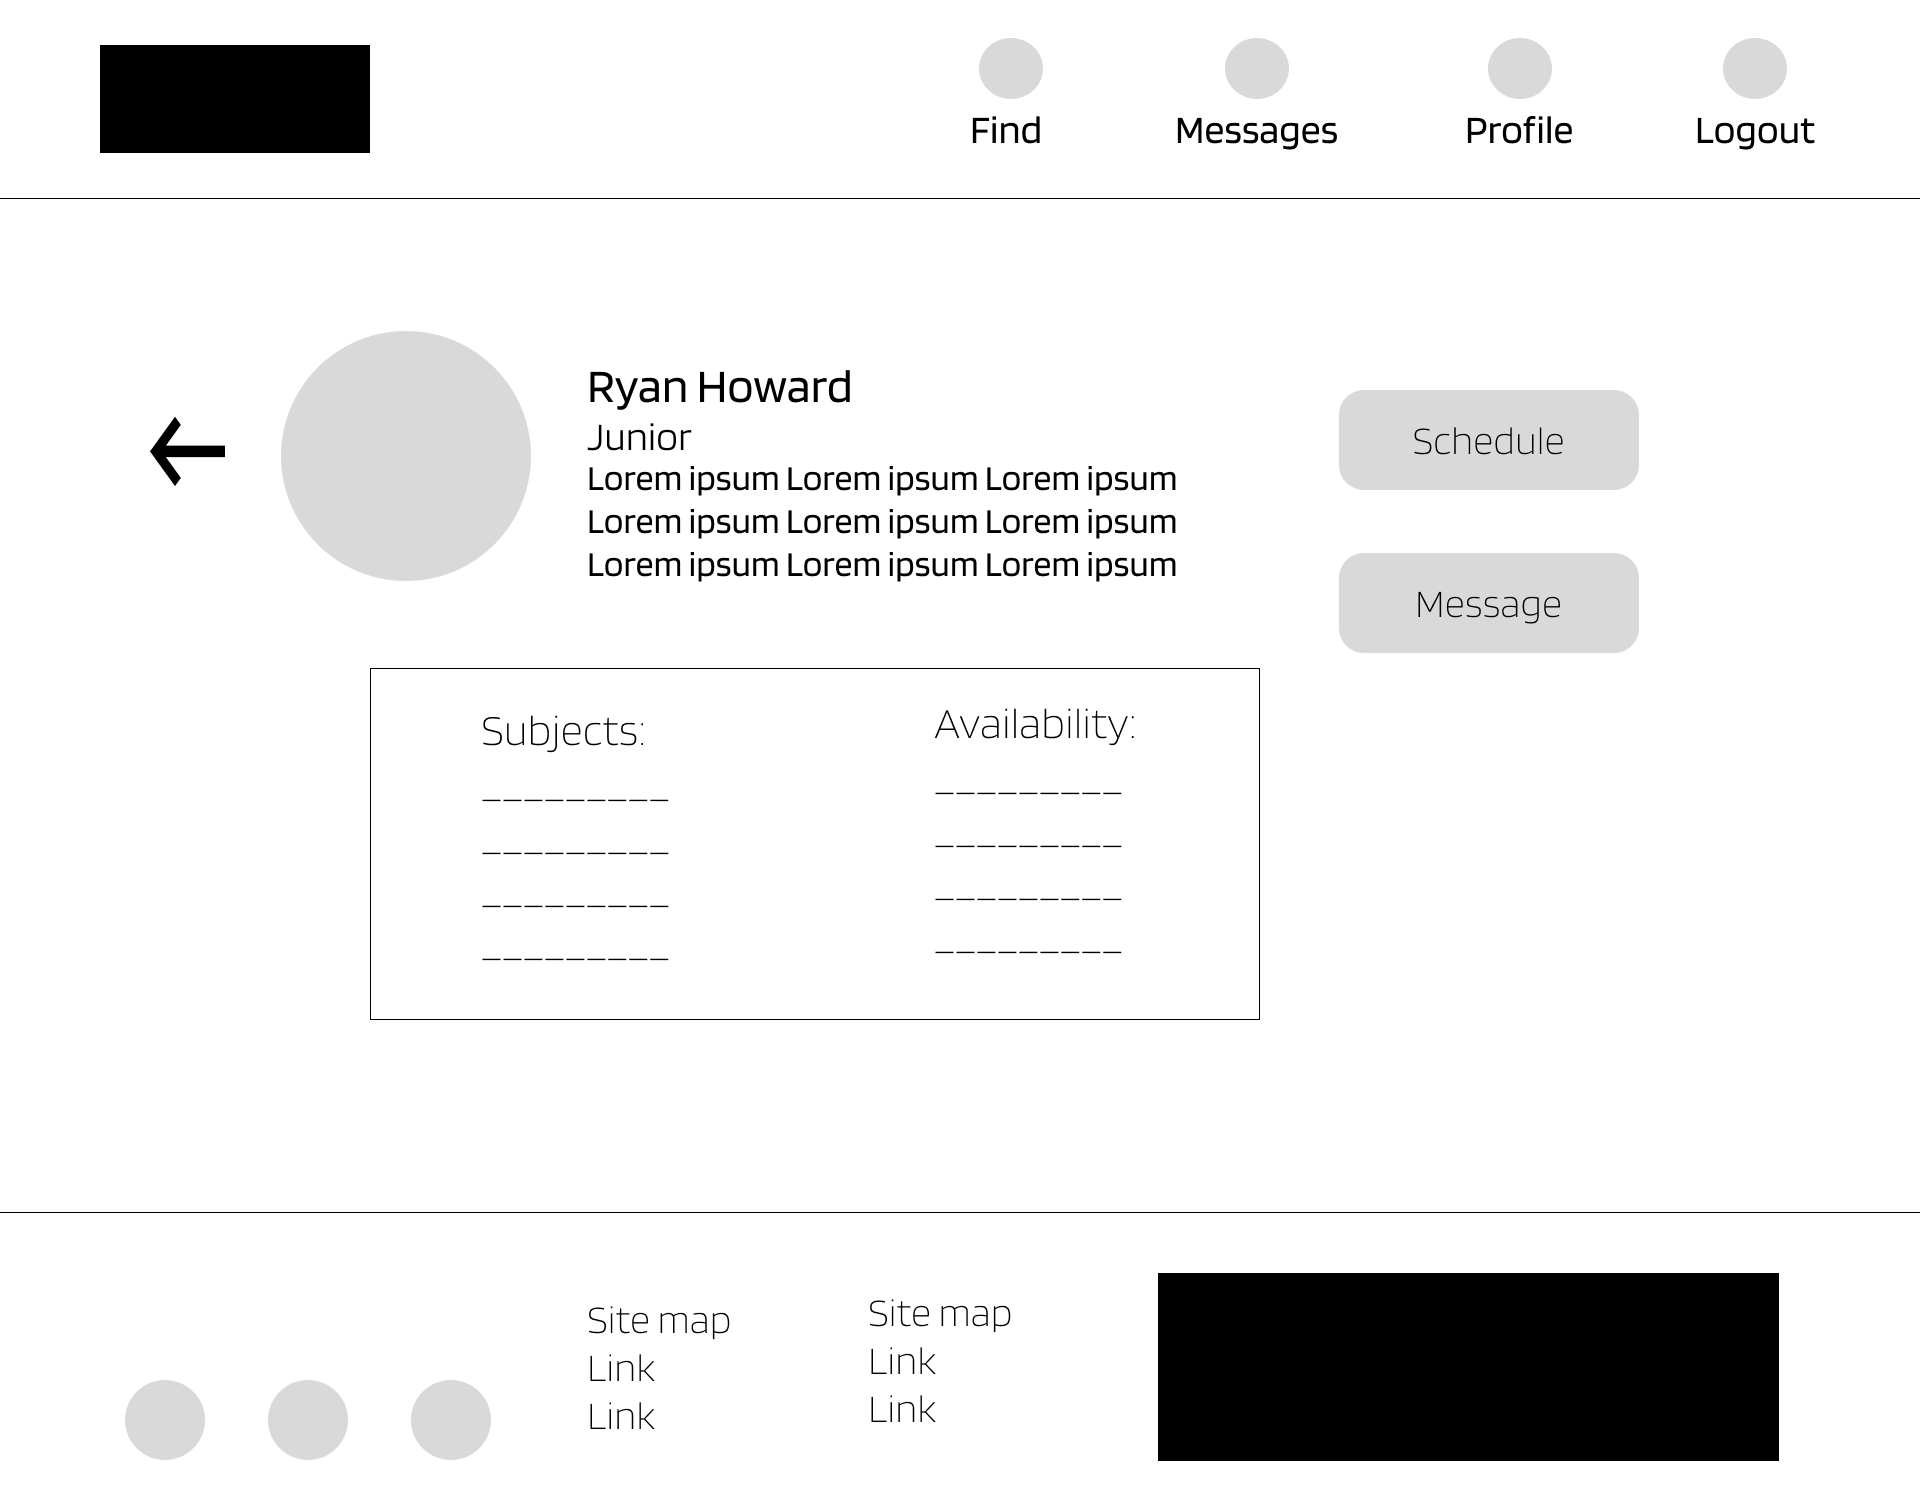 Find
Messages
Profile
Logout
Ryan Howard
Junior
Lorem ipsum Lorem ipsum Lorem ipsum
Lorem ipsum Lorem ipsum Lorem ipsum
Lorem ipsum Lorem ipsum Lorem ipsum
Schedule
Message
Subjects:
_________
_________
_________
_________
Availability:
_________
_________
_________
_________
Site map
Link
Link
Site map
Link
Link